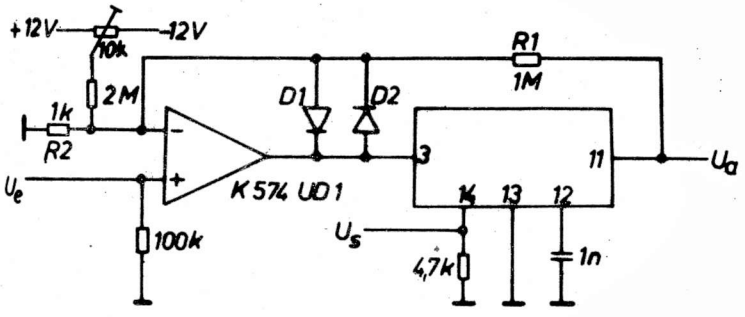 +12V -12V
10k
2M
1k
R2
D1 D2
R1
1M
-
+
K574 UD1
3 11
14 13 12
Ua
Ue
Us
100k
4,7k
1n